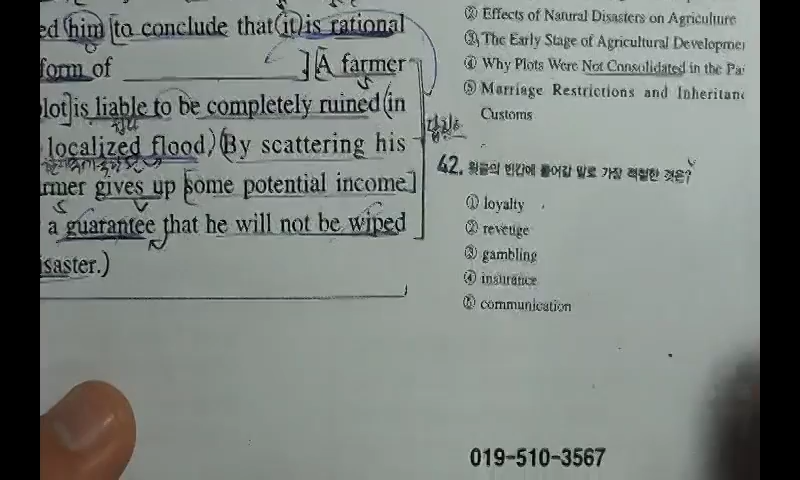 ed him [to conclude that (it) is rational
form of ____________] [A farmer
lot] is liable to be completely ruined (in
localized flood.) (By scattering his
rmer gives up [some potential income]
a guarantee that he will not be wiped
isaster.)
② Effects of Natural Disasters on Agriculture
③ The Early Stage of Agricultural Developme
④ Why Plots Were Not Consolidated in the Pa
⑤ Marriage Restrictions and Inheritanc
Customs
42. 윗글의 빈칸에 들어갈 말로 가장 적절한 것은?
① loyalty
② revenge
③ gambling
④ insurance
⑤ communication
019-510-3567